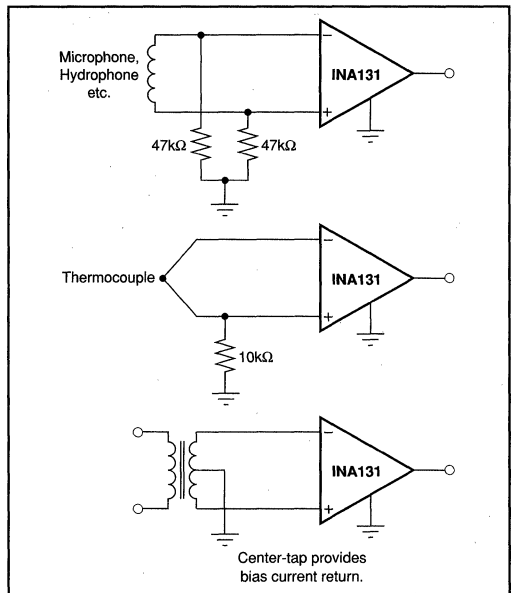 Microphone,
Hydrophone
etc.
−
INA131
+
47kΩ
47kΩ
−
Thermocouple
INA131
+
10kΩ
−
INA131
+
Center-tap provides
bias current return.